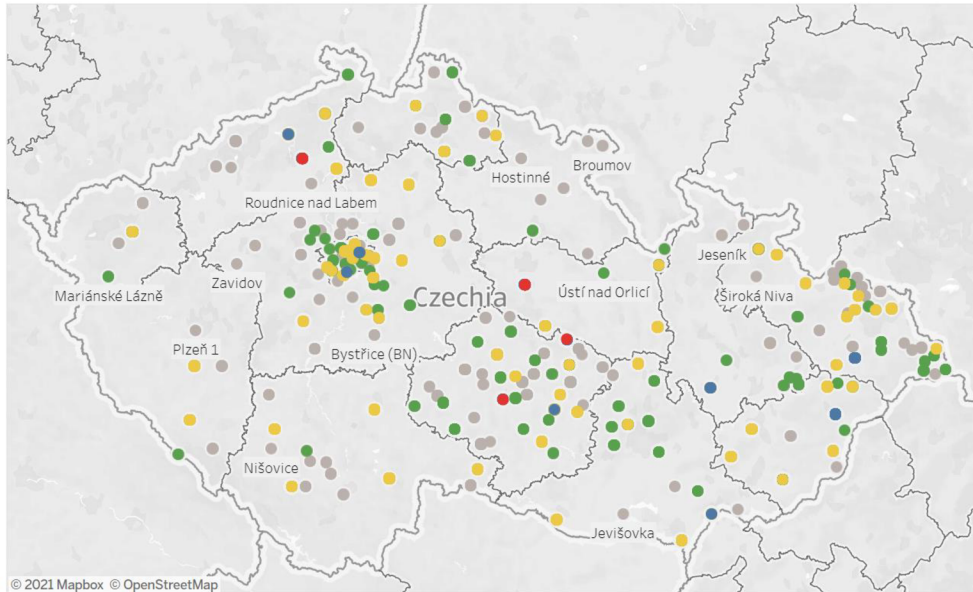 Broumov
Hostinné
Roudnice nad Labem
Jeseník
Mariánské Lázně
Zavidov
Czechia
Ústí nad Orlicí
Široká Niva
Plzeň 1
Bystřice (BN)
Nišovice
Jevišovka
© 2021 Mapbox © OpenStreetMap